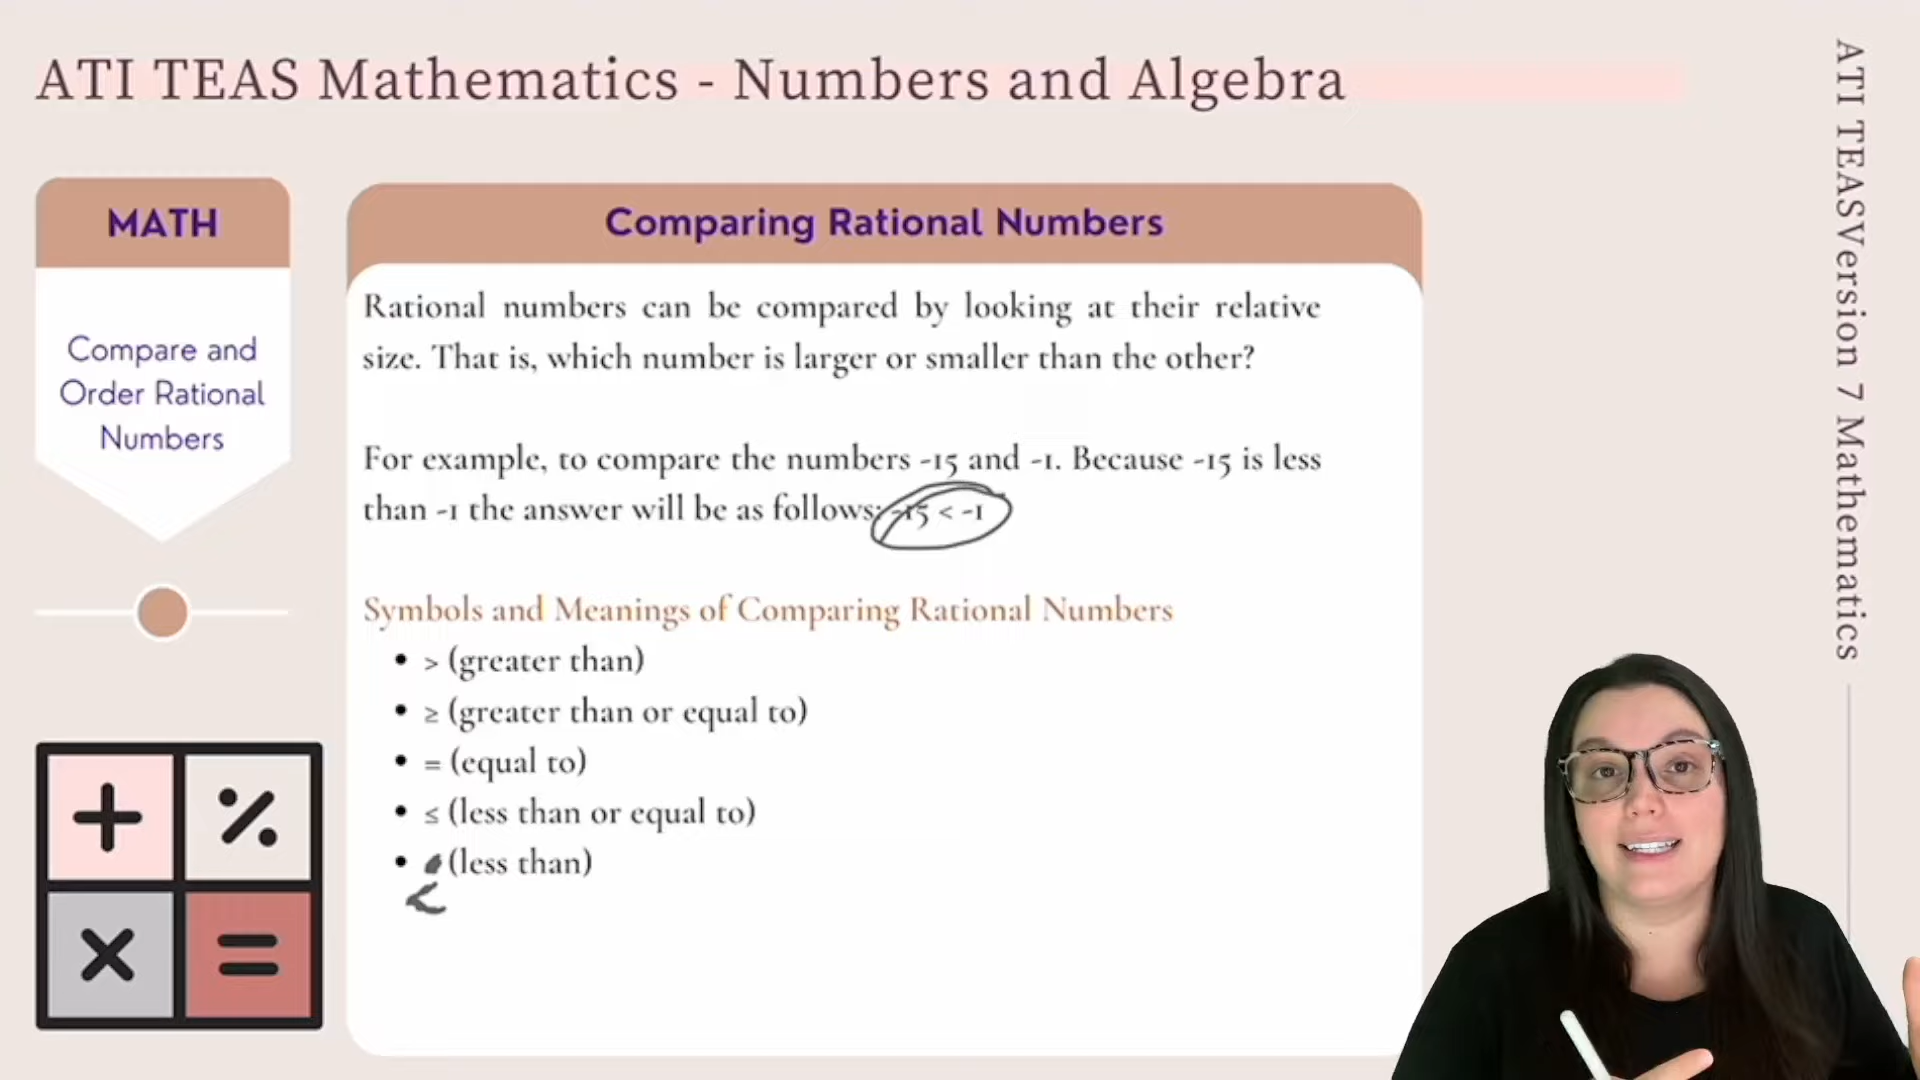 ATI TEAS Mathematics - Numbers and Algebra
MATH
Compare and
Order Rational
Numbers
Comparing Rational Numbers
Rational numbers can be compared by looking at their relative
size. That is, which number is larger or smaller than the other?
For example, to compare the numbers -15 and -1. Because -15 is less
than -1 the answer will be as follows: -15 < -1
Symbols and Meanings of Comparing Rational Numbers
• > (greater than)
• ≥ (greater than or equal to)
• = (equal to)
• ≤ (less than or equal to)
• (less than)
<
+ %
× =
ATI TEASVersion 7 Mathematics